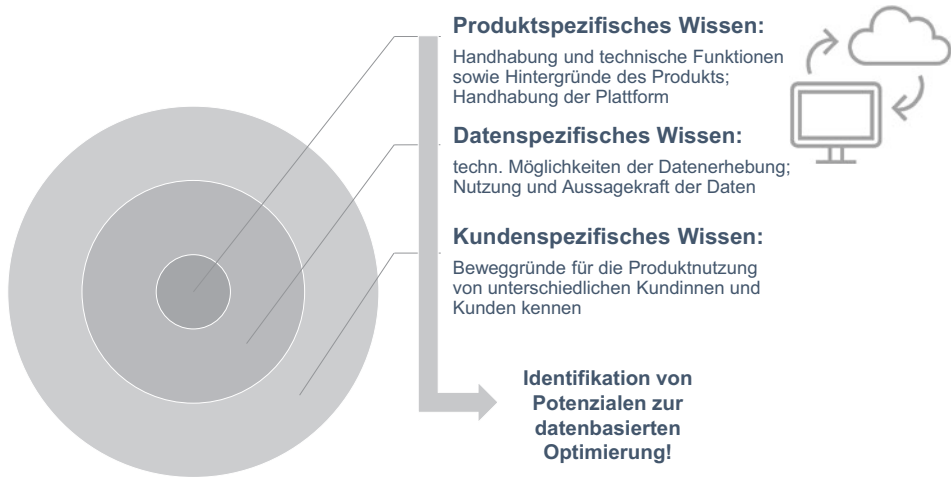 Produktspezifisches Wissen:
Handhabung und technische Funktionen
sowie Hintergründe des Produkts;
Handhabung der Plattform
Datenspezifisches Wissen:
techn. Möglichkeiten der Datenerhebung;
Nutzung und Aussagekraft der Daten
Kundenspezifisches Wissen:
Beweggründe für die Produktnutzung
von unterschiedlichen Kundinnen und
Kunden kennen
Identifikation von
Potenzialen zur
datenbasierten
Optimierung!